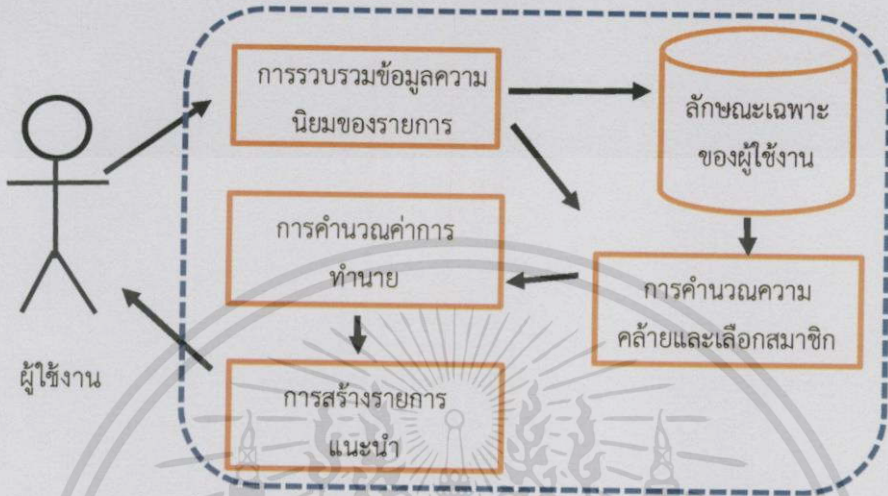 การรวบรวมข้อมูลความ
นิยมของรายการ
ลักษณะเฉพาะ
ของผู้ใช้งาน
การคำนวณค่าการ
ทำนาย
การคำนวณความ
คล้ายและเลือกสมาชิก
ผู้ใช้งาน
การสร้างรายการ
แนะนำ